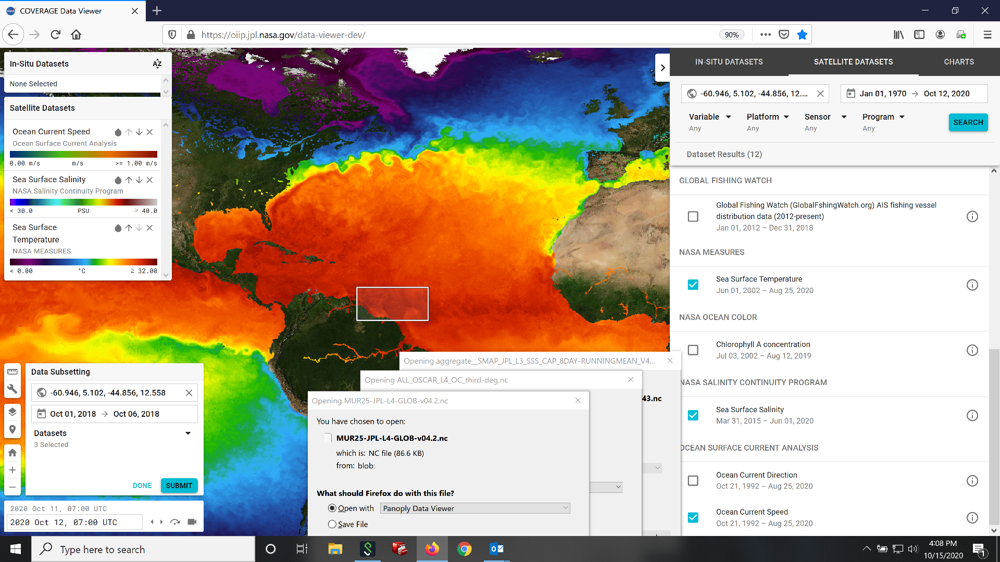 COVERAGE Data Viewer
https://oiip.jpl.nasa.gov/data-viewer-dev/
90%
In-Situ Datasets
AZ
None Selected
Satellite Datasets
Ocean Current Speed
Ocean Surface Current Analysis
0.00 m/s m/s >= 1.00 m/s
Sea Surface Salinity
NASA Salinity Continuity Program
< 30.0 PSU > 40.0
Sea Surface
Temperature
NASA MEASURES
< 0.00 °C ≥ 32.00
Data Subsetting
-60.946, 5.102, -44.856, 12.558
Oct 01, 2018 → Oct 06, 2018
Datasets
3 Selected
DONE SUBMIT
2020 Oct 11, 07:00 UTC
2020 Oct 12, 07:00 UTC
Opening aggregate__SMAP_JPL_L3_SSS_CAP_8DAY-RUNNINGMEAN_V4...
43.nc
Opening ALL_OSCAR_L4_OC_third-deg.nc
Opening MUR25-JPL-L4-GLOB-v04.2.nc
You have chosen to open:
MUR25-JPL-L4-GLOB-v04.2.nc
which is: NC file (86.6 KB)
from: blob:
What should Firefox do with this file?
Open with Panoply Data Viewer
Save File
IN-SITU DATASETS SATELLITE DATASETS CHARTS
-60.946, 5.102, -44.856, 12.... Jan 01, 1970 → Oct 12, 2020
Variable Platform Sensor Program
Any Any Any Any
SEARCH
Dataset Results (12)
GLOBAL FISHING WATCH
Global Fishing Watch (GlobalFshingWatch.org) AIS fishing vessel
distribution data (2012-present)
Jan 01, 2012 – Dec 31, 2018
NASA MEASURES
Sea Surface Temperature
Jun 01, 2002 – Aug 25, 2020
NASA OCEAN COLOR
Chlorophyll A concentration
Jul 03, 2002 – Aug 12, 2019
NASA SALINITY CONTINUITY PROGRAM
Sea Surface Salinity
Mar 31, 2015 – Jun 01, 2020
OCEAN SURFACE CURRENT ANALYSIS
Ocean Current Direction
Oct 21, 1992 – Aug 25, 2020
Ocean Current Speed
Oct 21, 1992 – Aug 25, 2020
Type here to search
4:08 PM
10/15/2020
1